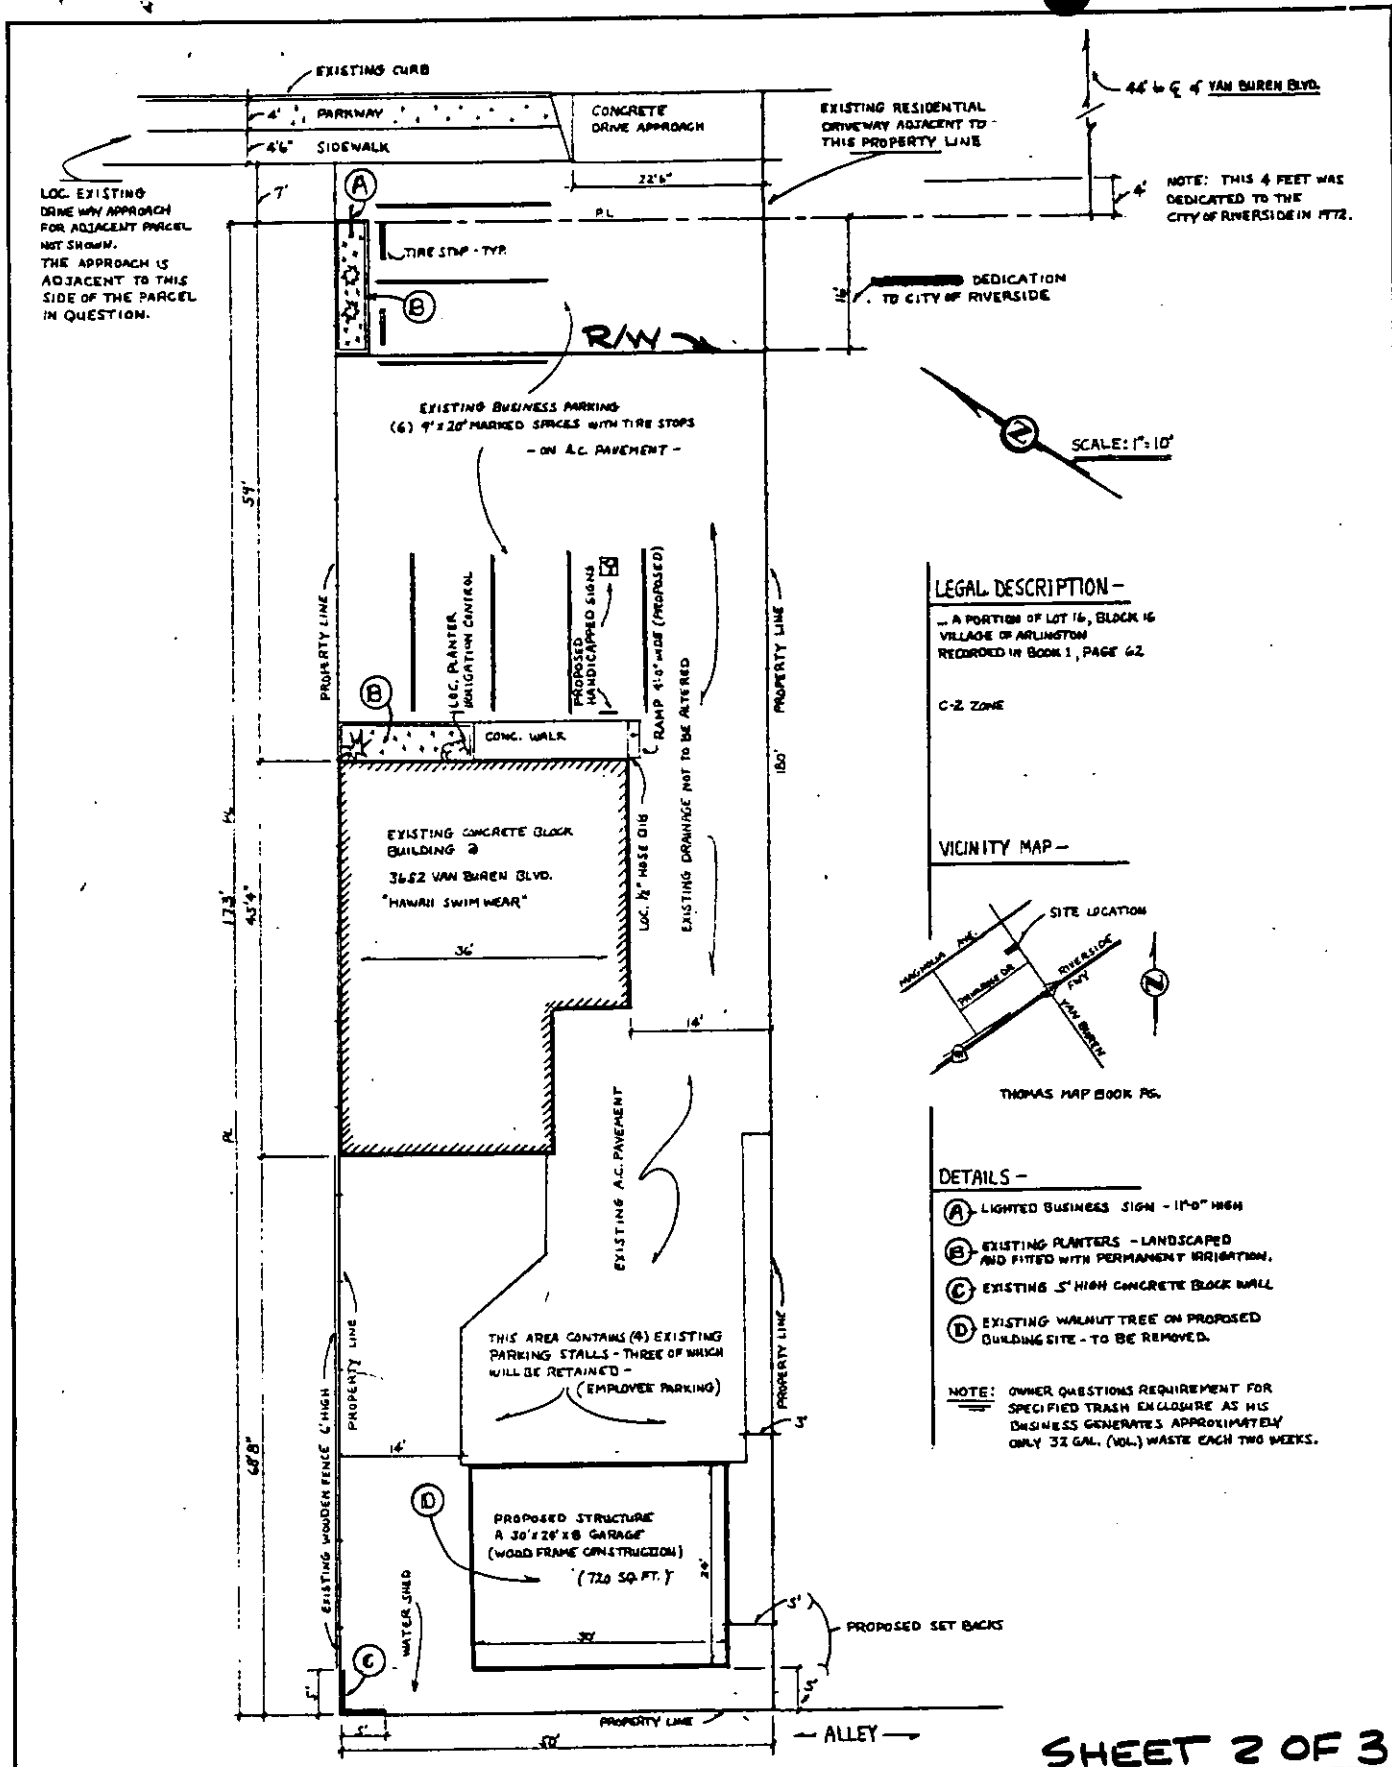 EXISTING CURB
4' PARKWAY
4'6" SIDEWALK
CONCRETE
DRIVE APPROACH
EXISTING RESIDENTIAL
DRIVEWAY ADJACENT TO
THIS PROPERTY LINE
44' to ℄ of VAN BUREN BLVD.
LOC. EXISTING
DRIVE WAY APPROACH
FOR ADJACENT PARCEL
NOT SHOWN.
THE APPROACH IS
ADJACENT TO THIS
SIDE OF THE PARCEL
IN QUESTION.
7'
A
22'6"
P.L.
4'
NOTE: THIS 4 FEET WAS
DEDICATED TO THE
CITY OF RIVERSIDE IN 1972.
TIRE STOP - TYP.
B
16'
DEDICATION
TO CITY OF RIVERSIDE
R/W
EXISTING BUSINESS PARKING
(6) 9'x20' MARKED SPACES WITH TIRE STOPS
- ON A.C. PAVEMENT -
Z
SCALE: 1"=10'
59'
PROPERTY LINE
LOC. PLANTER
IRRIGATION CONTROL
PROPOSED
HANDICAPPED SIGNS
RAMP 4'-0" WIDE (PROPOSED)
EXISTING DRAINAGE NOT TO BE ALTERED
PROPERTY LINE
180'
B
CONC. WALK
LOC. 1/2" HOSE BIB
LEGAL DESCRIPTION -
... A PORTION OF LOT 16, BLOCK 16
VILLAGE OF ARLINGTON
RECORDED IN BOOK 1, PAGE 62
C-2 ZONE
EXISTING CONCRETE BLOCK
BUILDING @
3652 VAN BUREN BLVD.
"HAWAII SWIM WEAR"
36'
PL
173'
45'4"
PL
14'
VICINITY MAP -
SITE LOCATION
MAGNOLIA AVE.
RIVERSIDE
FWY
VAN BUREN
Z
THOMAS MAP BOOK PG.
EXISTING A.C. PAVEMENT
DETAILS -
A LIGHTED BUSINESS SIGN - 11'-0" HIGH
B EXISTING PLANTERS - LANDSCAPED
AND FITTED WITH PERMANENT IRRIGATION.
C EXISTING 5' HIGH CONCRETE BLOCK WALL
D EXISTING WALNUT TREE ON PROPOSED
BUILDING SITE - TO BE REMOVED.
NOTE: OWNER QUESTIONS REQUIREMENT FOR
SPECIFIED TRASH ENCLOSURE AS HIS
BUSINESS GENERATES APPROXIMATELY
ONLY 32 GAL. (VOL.) WASTE EACH TWO WEEKS.
THIS AREA CONTAINS (4) EXISTING
PARKING STALLS - THREE OF WHICH
WILL BE RETAINED -
(EMPLOYEE PARKING)
PROPERTY LINE
PROPERTY LINE
EXISTING WOODEN FENCE 6' HIGH
68'8"
14'
D
PROPOSED STRUCTURE
A 30'x24'x8 GARAGE
(WOOD FRAME CONSTRUCTION)
(720 SQ. FT.)
24'
30'
5'
PROPOSED SET BACKS
WATER SHED
C
5'
5'
5'
50'
PROPERTY LINE
- ALLEY
SHEET 2 OF 3